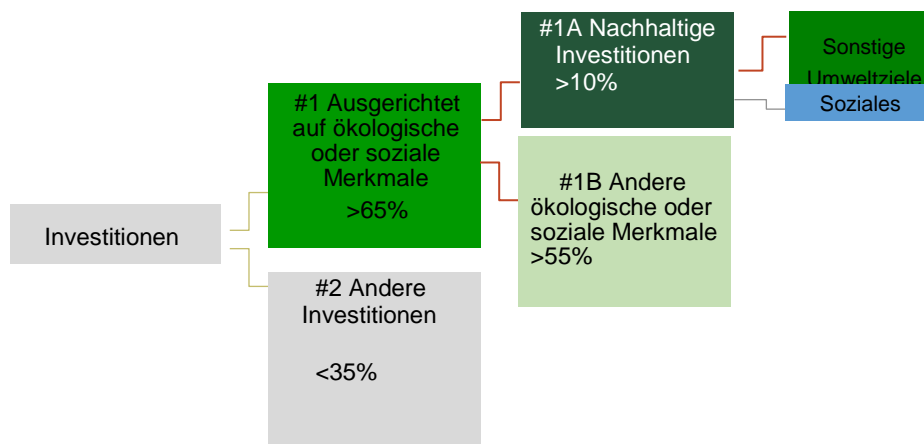 Investitionen
#1 Ausgerichtet
auf ökologische
oder soziale
Merkmale
>65%
#2 Andere
Investitionen
<35%
#1A Nachhaltige
Investitionen
>10%
#1B Andere
ökologische oder
soziale Merkmale
>55%
Sonstige
Umweltziele
Soziales